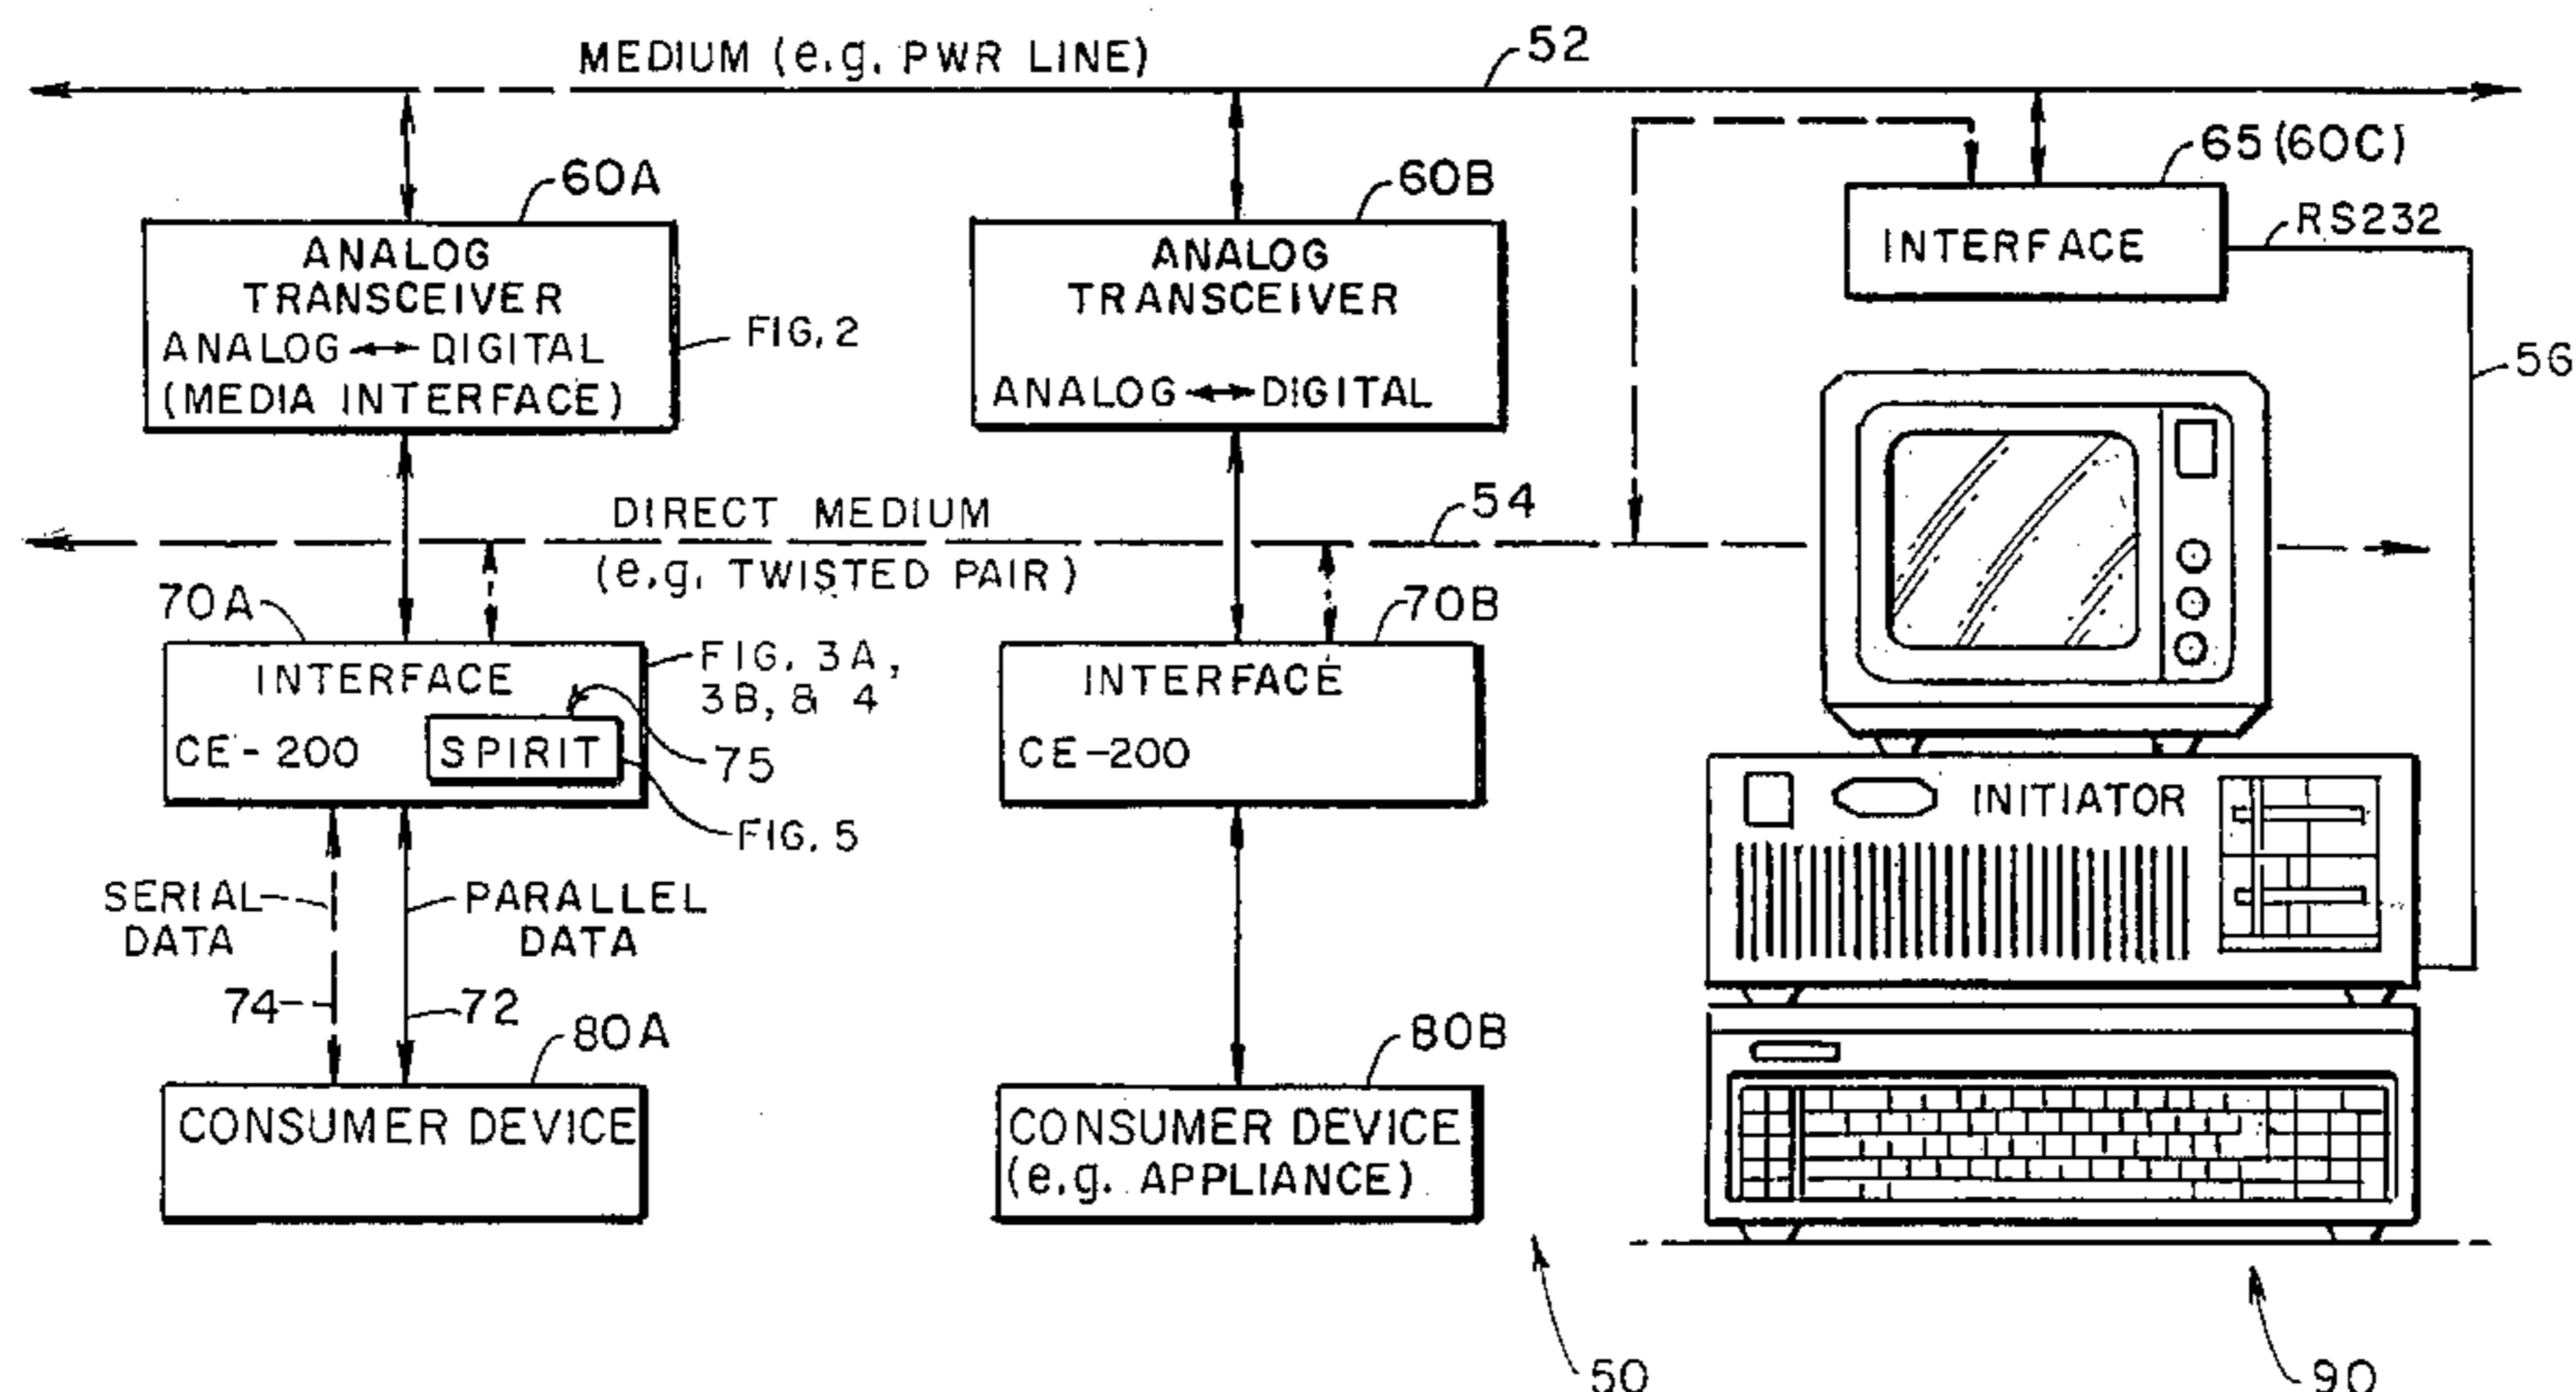 MEDIUM (e.g. PWR LINE)
52
60A
60B
65 (60C)
RS232
ANALOG
TRANSCEIVER
ANALOG ↔ DIGITAL
(MEDIA INTERFACE)
FIG. 2
ANALOG
TRANSCEIVER
ANALOG ↔ DIGITAL
INTERFACE
56
DIRECT MEDIUM
(e.g. TWISTED PAIR)
54
70A
INTERFACE
CE-200
SPIRIT
FIG. 3A,
3B, & 4
75
FIG. 5
70B
INTERFACE
CE-200
INITIATOR
SERIAL
DATA
PARALLEL
DATA
74
72
80A
CONSUMER DEVICE
80B
CONSUMER DEVICE
(e.g. APPLIANCE)
50
90